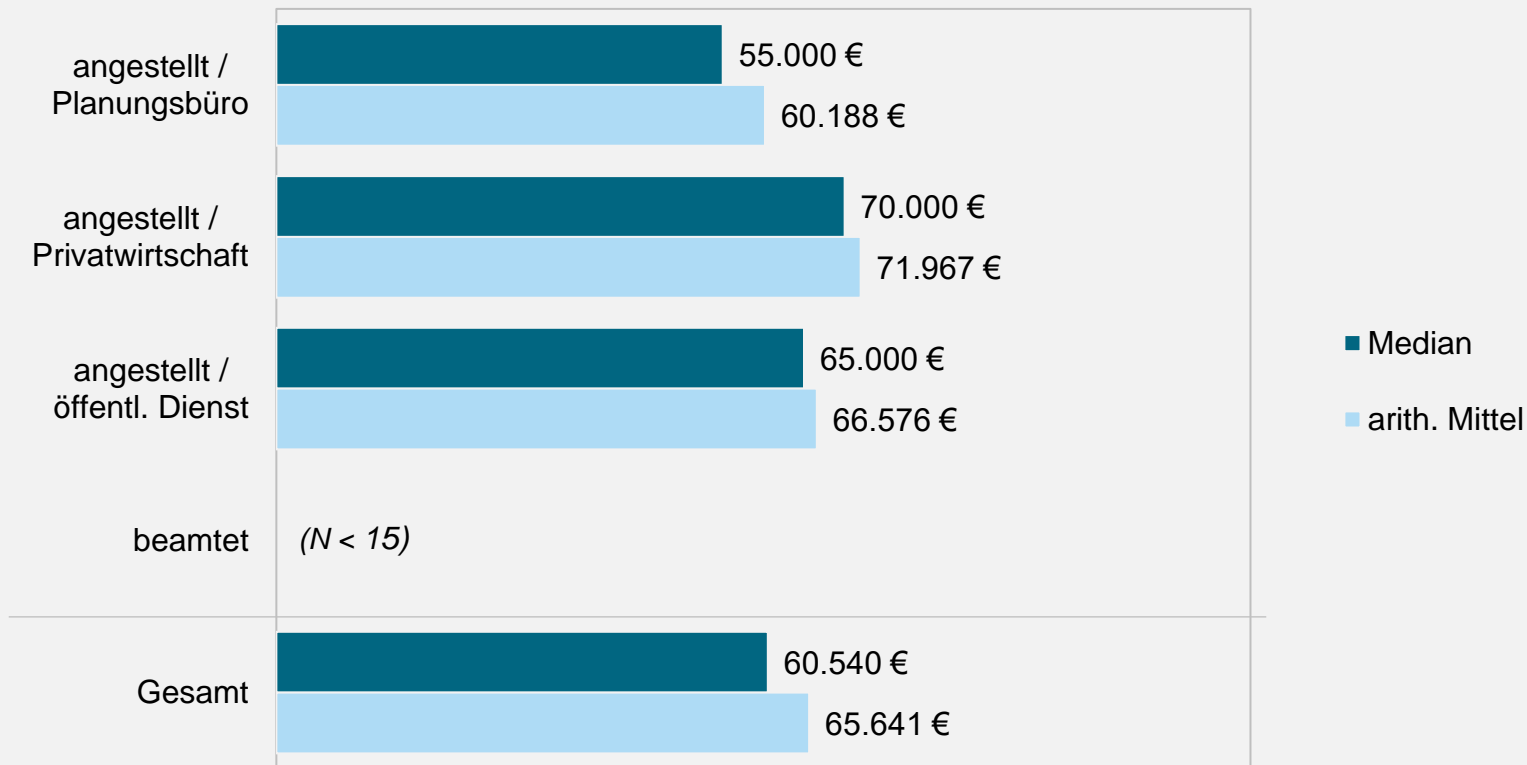 angestellt /
Planungsbüro
55.000 €
60.188 €
angestellt /
Privatwirtschaft
70.000 €
71.967 €
angestellt /
öffentl. Dienst
65.000 €
66.576 €
beamtet
(N < 15)
Gesamt
60.540 €
65.641 €
Median
arith. Mittel